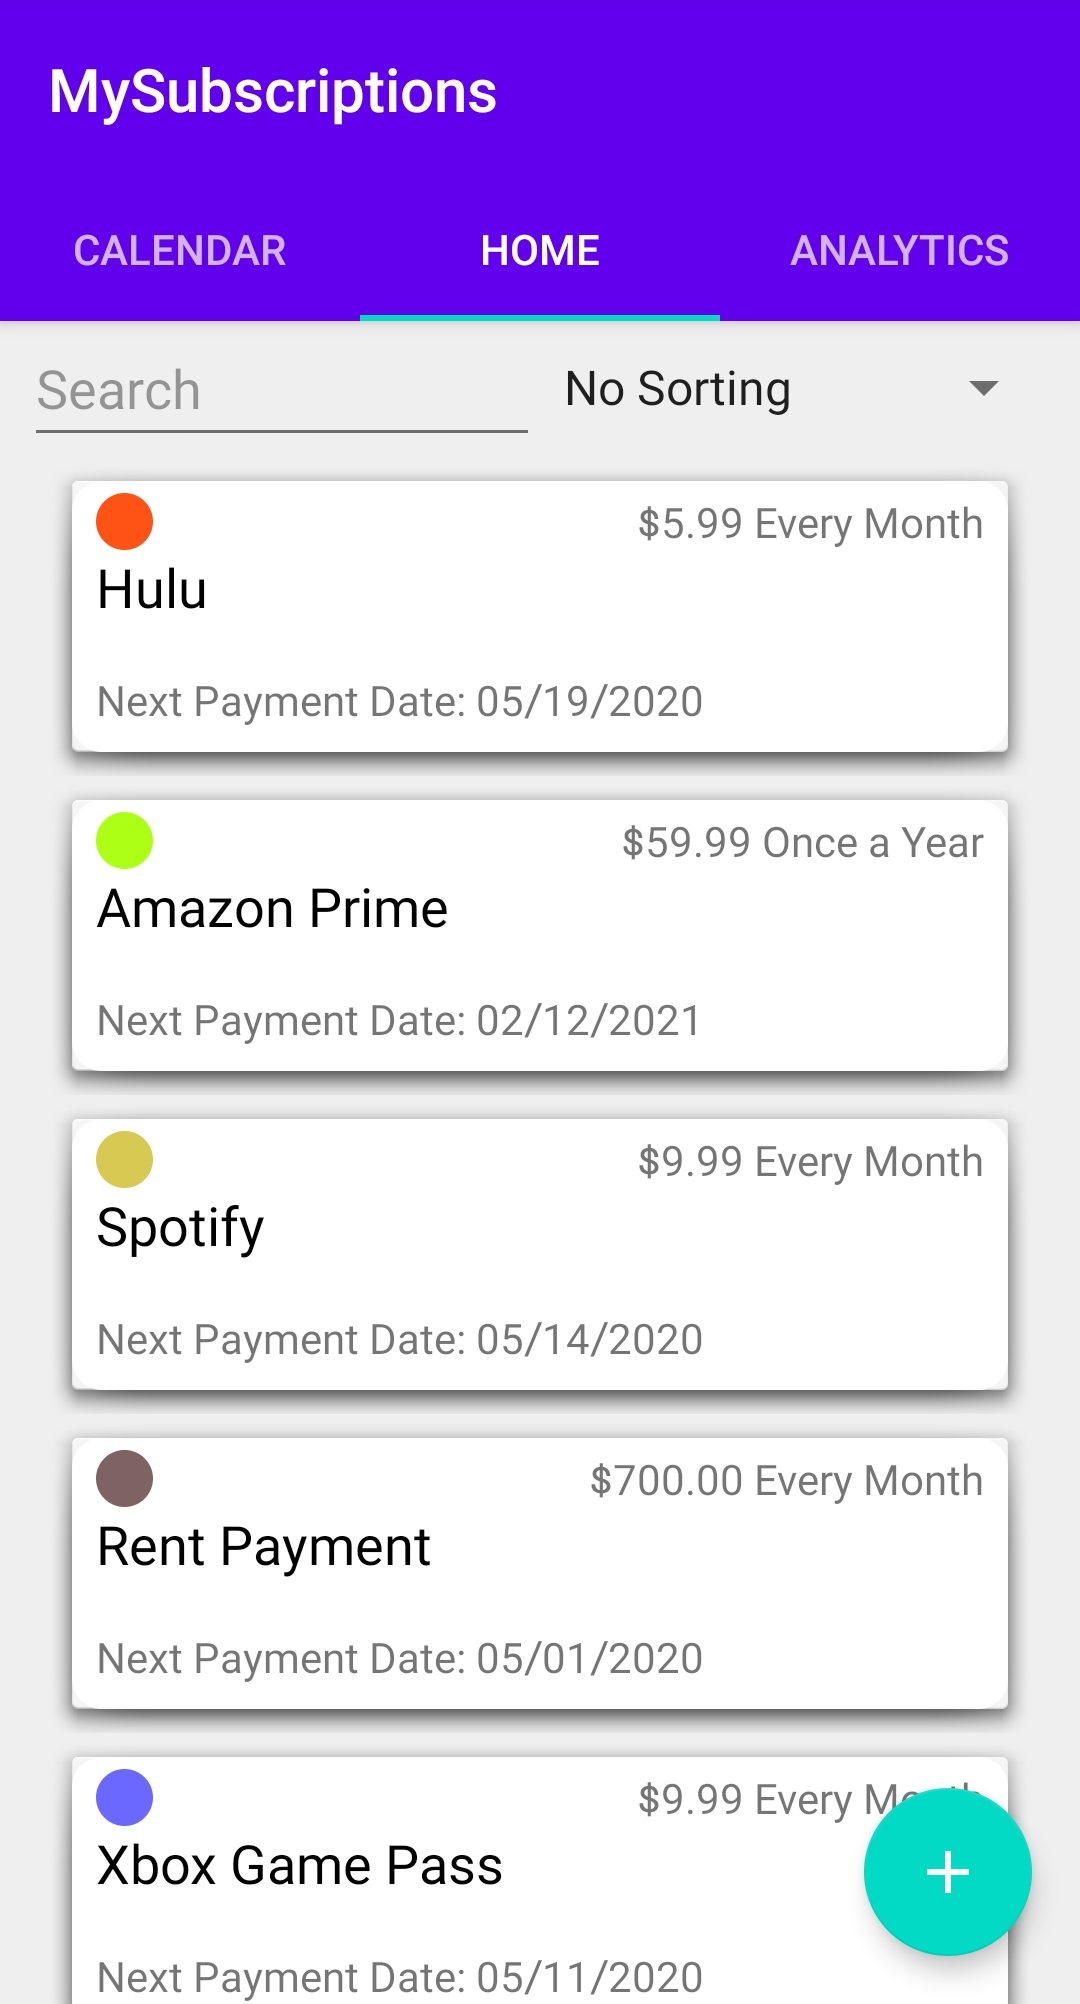 MySubscriptions
CALENDAR HOME ANALYTICS
Search No Sorting
$5.99 Every Month
Hulu
Next Payment Date: 05/19/2020
$59.99 Once a Year
Amazon Prime
Next Payment Date: 02/12/2021
$9.99 Every Month
Spotify
Next Payment Date: 05/14/2020
$700.00 Every Month
Rent Payment
Next Payment Date: 05/01/2020
$9.99 Every Month
Xbox Game Pass
Next Payment Date: 05/11/2020